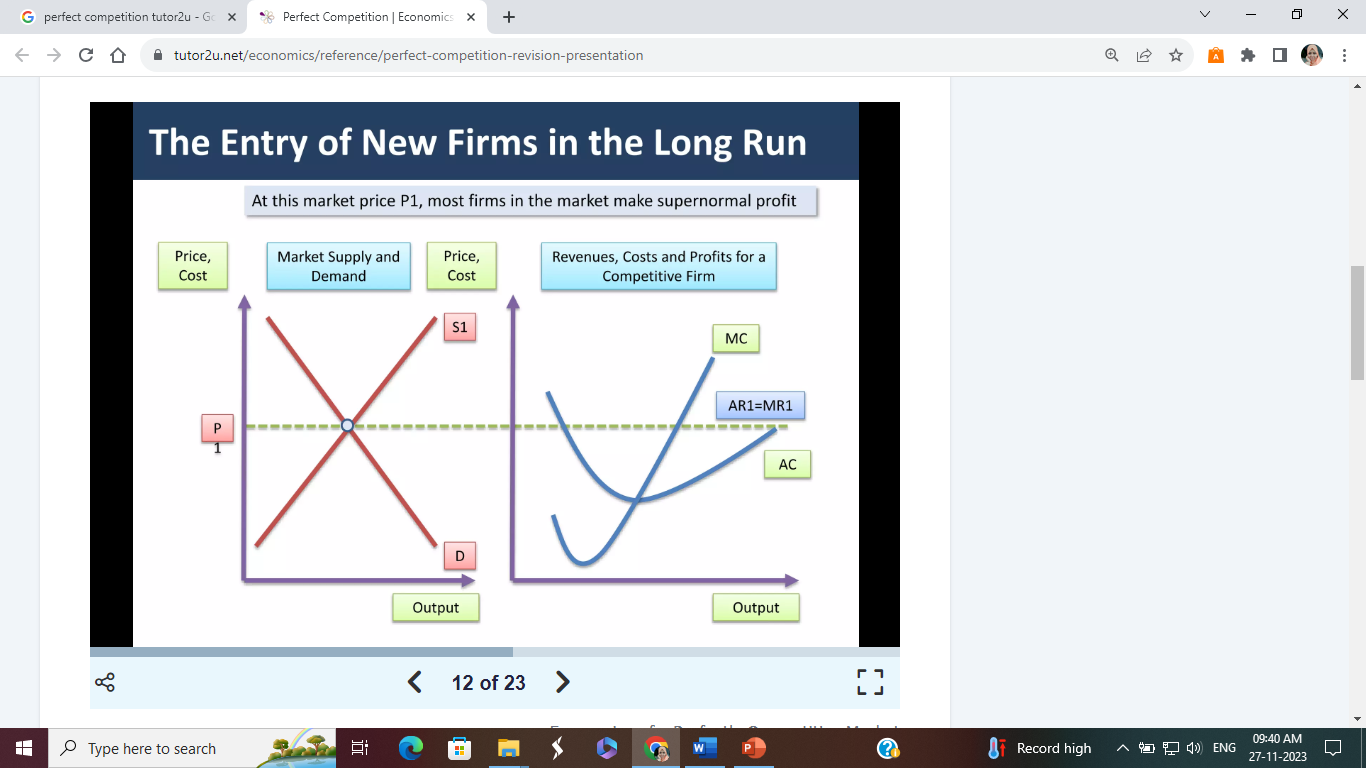 perfect competition tutor2u - Go
Perfect Competition | Economics
tutor2u.net/economics/reference/perfect-competition-revision-presentation
The Entry of New Firms in the Long Run
At this market price P1, most firms in the market make supernormal profit
Price,
Cost
Market Supply and
Demand
Price,
Cost
Revenues, Costs and Profits for a
Competitive Firm
S1
MC
AR1=MR1
P
1
AC
D
Output
Output
12 of 23
Type here to search
Record high
ENG
09:40 AM
27-11-2023